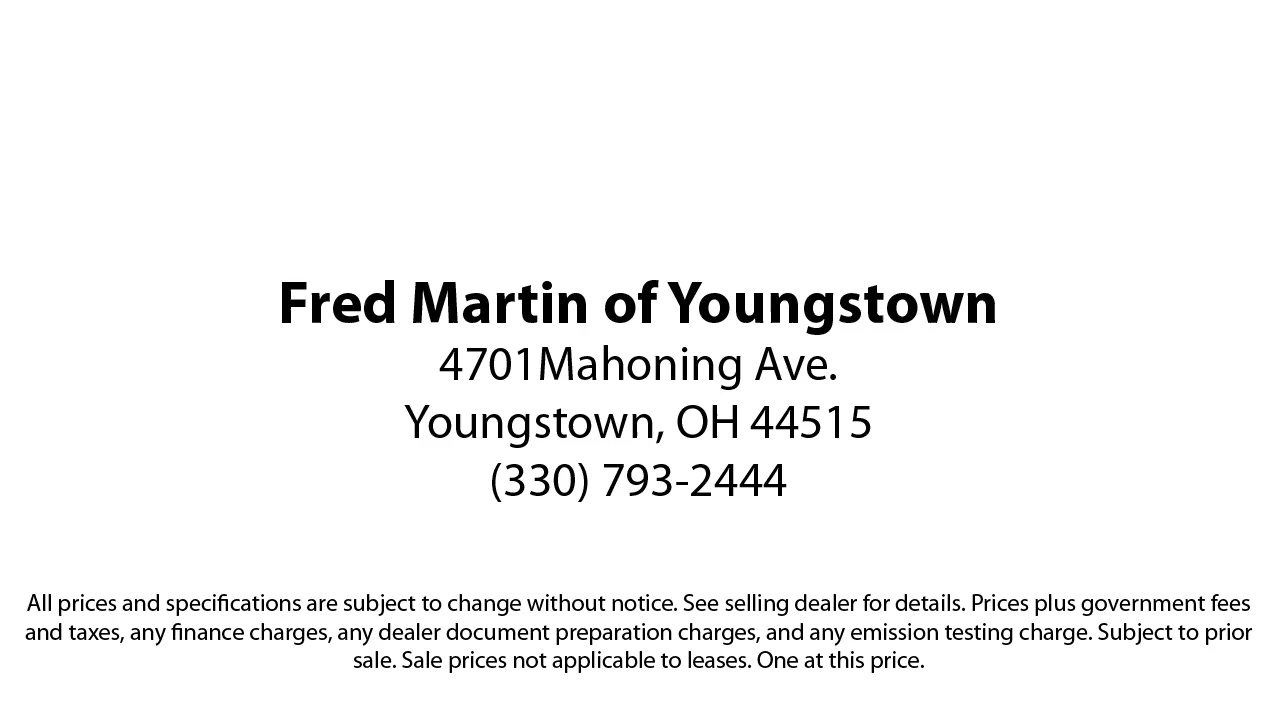 Fred Martin of Youngstown
4701Mahoning Ave.
Youngstown, OH 44515
(330) 793-2444
All prices and specifications are subject to change without notice. See selling dealer for details. Prices plus government fees
and taxes, any finance charges, any dealer document preparation charges, and any emission testing charge. Subject to prior
sale. Sale prices not applicable to leases. One at this price.